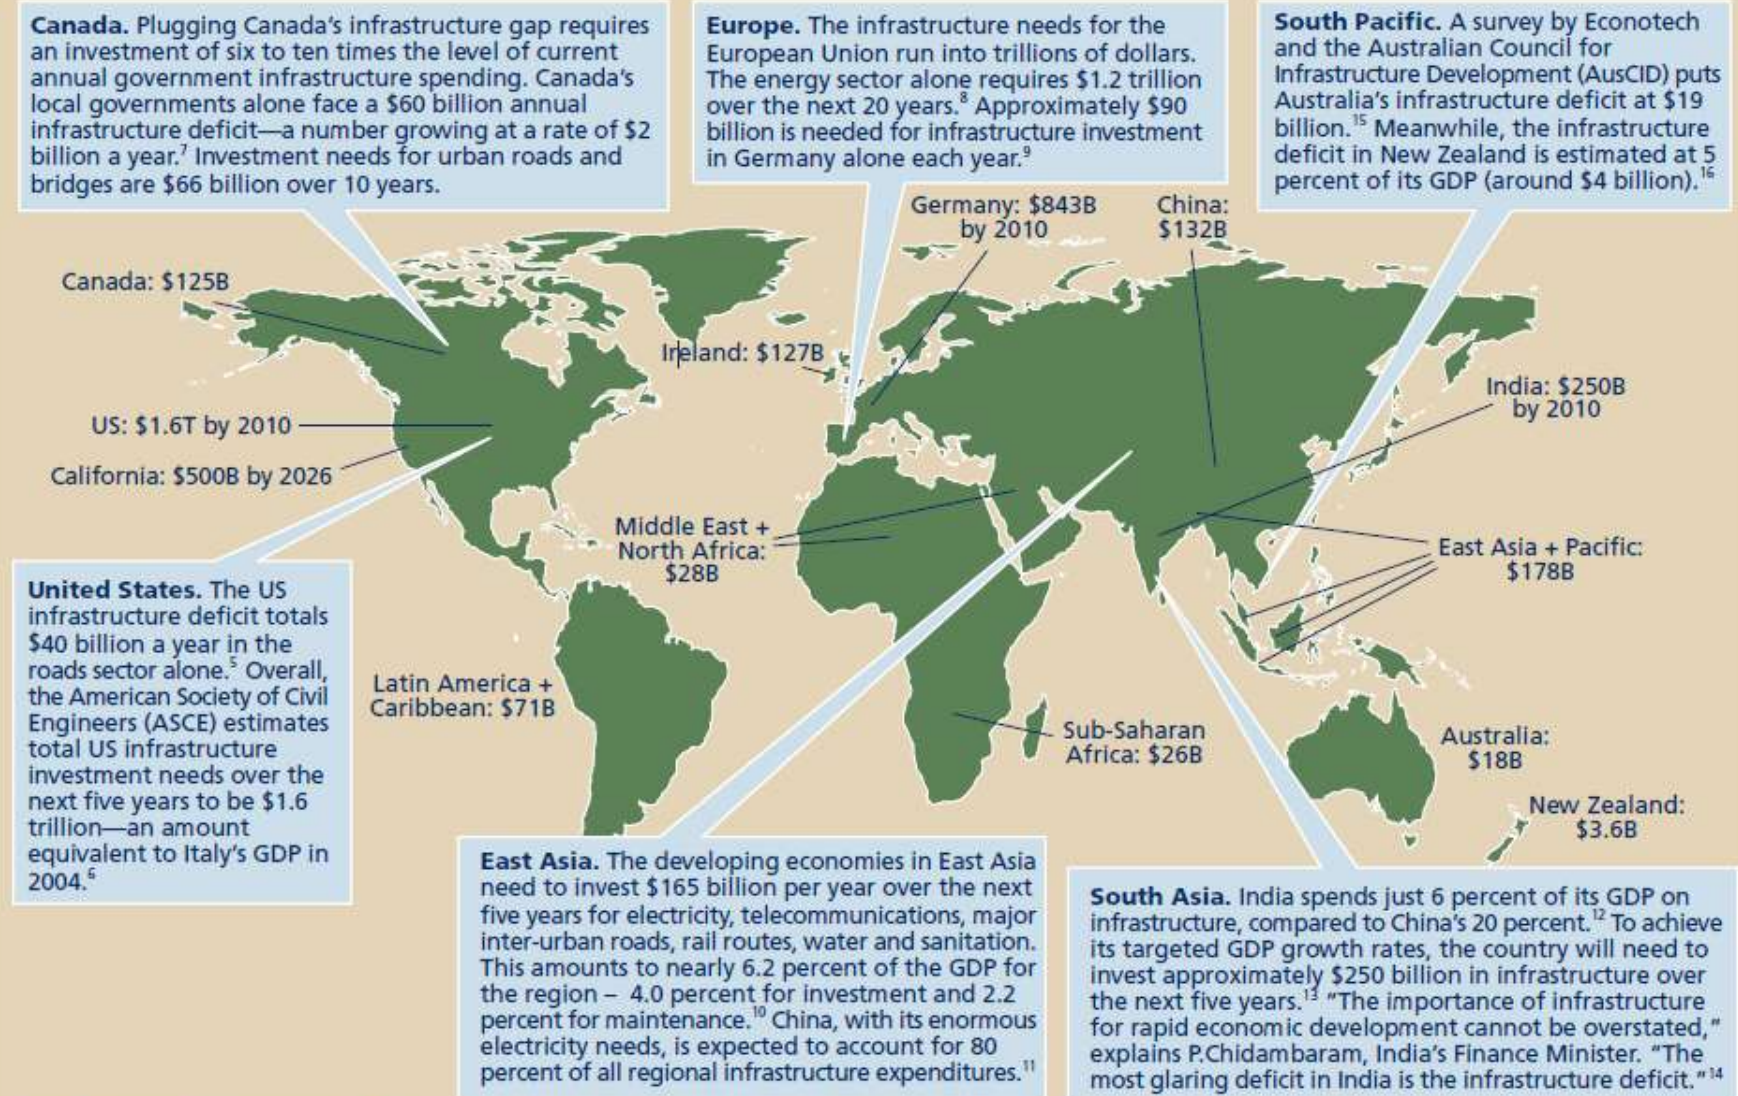 Canada. Plugging Canada’s infrastructure gap requires
an investment of six to ten times the level of current
annual government infrastructure spending. Canada’s
local governments alone face a $60 billion annual
infrastructure deficit—a number growing at a rate of $2
billion a year.7 Investment needs for urban roads and
bridges are $66 billion over 10 years.
Europe. The infrastructure needs for the
European Union run into trillions of dollars.
The energy sector alone requires $1.2 trillion
over the next 20 years.8 Approximately $90
billion is needed for infrastructure investment
in Germany alone each year.9
South Pacific. A survey by Econotech
and the Australian Council for
Infrastructure Development (AusCID) puts
Australia’s infrastructure deficit at $19
billion.15 Meanwhile, the infrastructure
deficit in New Zealand is estimated at 5
percent of its GDP (around $4 billion).16
Germany: $843B
by 2010
China:
$132B
Canada: $125B
Ireland: $127B
India: $250B
by 2010
US: $1.6T by 2010
California: $500B by 2026
Middle East +
North Africa:
$28B
East Asia + Pacific:
$178B
United States. The US
infrastructure deficit totals
$40 billion a year in the
roads sector alone.5 Overall,
the American Society of Civil
Engineers (ASCE) estimates
total US infrastructure
investment needs over the
next five years to be $1.6
trillion—an amount
equivalent to Italy’s GDP in
2004.6
Latin America +
Caribbean: $71B
Sub-Saharan
Africa: $26B
Australia:
$18B
New Zealand:
$3.6B
East Asia. The developing economies in East Asia
need to invest $165 billion per year over the next
five years for electricity, telecommunications, major
inter-urban roads, rail routes, water and sanitation.
This amounts to nearly 6.2 percent of the GDP for
the region – 4.0 percent for investment and 2.2
percent for maintenance.10 China, with its enormous
electricity needs, is expected to account for 80
percent of all regional infrastructure expenditures.11
South Asia. India spends just 6 percent of its GDP on
infrastructure, compared to China’s 20 percent.12 To achieve
its targeted GDP growth rates, the country will need to
invest approximately $250 billion in infrastructure over
the next five years.13 “The importance of infrastructure
for rapid economic development cannot be overstated,”
explains P.Chidambaram, India’s Finance Minister. “The
most glaring deficit in India is the infrastructure deficit.”14